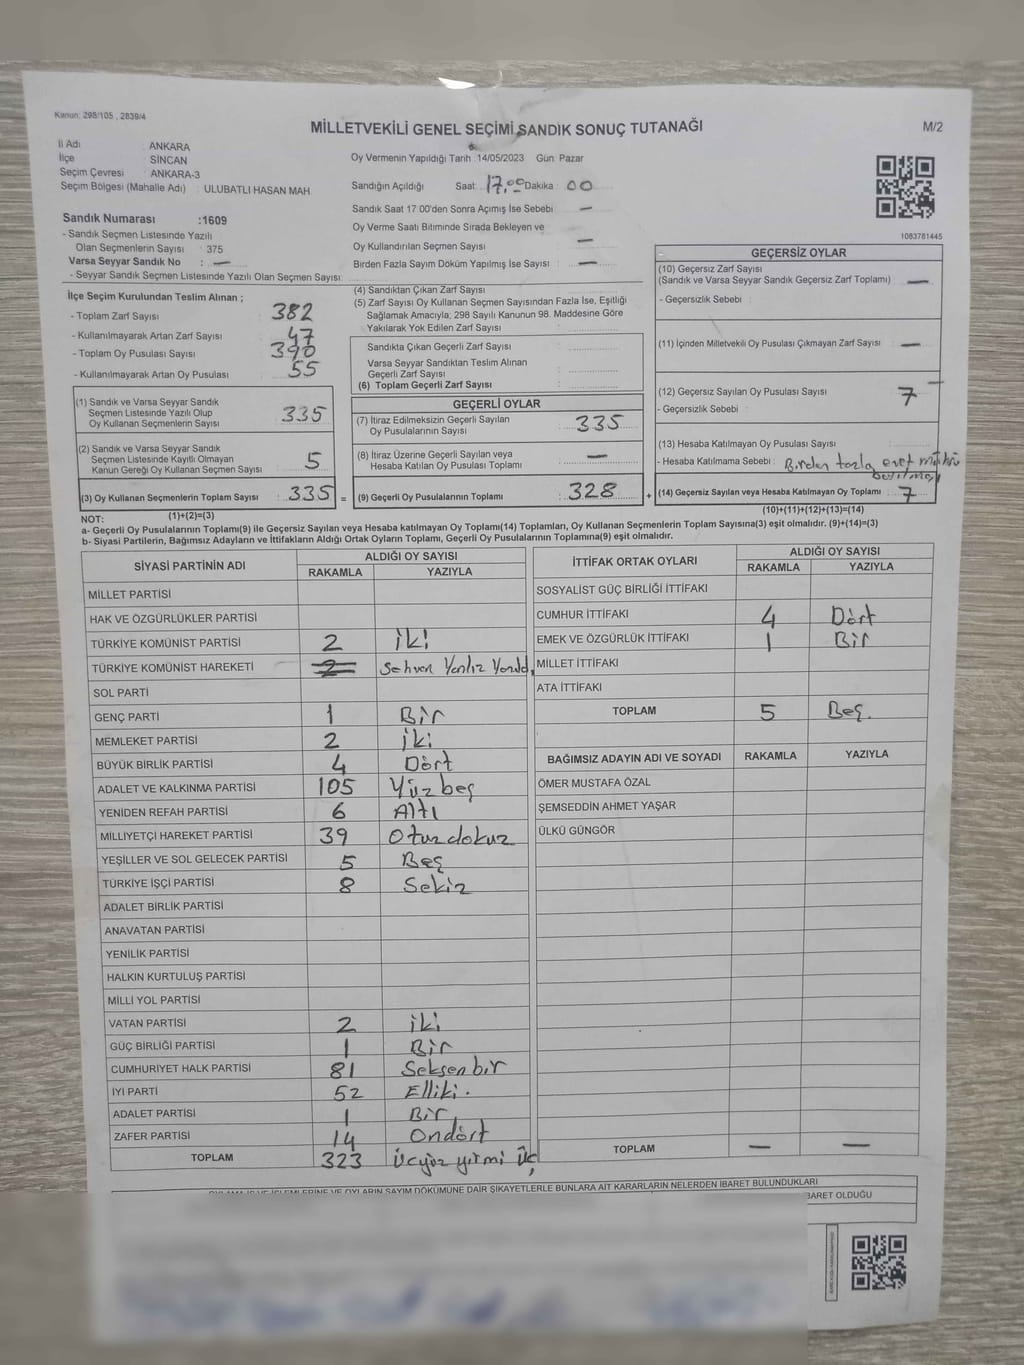 Kanun: 298/105 , 2839/4
MİLLETVEKİLİ GENEL SEÇİMİ SANDIK SONUÇ TUTANAĞI
M/2
İl Adı : ANKARA
İlçe : SİNCAN
Seçim Çevresi : ANKARA-3
Seçim Bölgesi (Mahalle Adı) : ULUBATLI HASAN MAH
Oy Vermenin Yapıldığı Tarih :14/05/2023 Gün: Pazar
Sandığın Açıldığı Saat: 17.00 Dakika : 00
Sandık Saat 17 00'den Sonra Açımış İse Sebebi : —
Oy Verme Saati Bitiminde Sırada Bekleyen ve
Oy Kullandırılan Seçmen Sayısı : —
Birden Fazla Sayım Döküm Yapılmış İse Sayısı : —
Sandık Numarası :1609
- Sandık Seçmen Listesinde Yazılı
Olan Seçmenlerin Sayısı : 375
Varsa Seyyar Sandık No : —
- Seyyar Sandık Seçmen Listesinde Yazılı Olan Seçmen Sayısı:
1083781445
İlçe Seçim Kurulundan Teslim Alınan ;
- Toplam Zarf Sayısı : 382
- Kullanılmayarak Artan Zarf Sayısı : 47
- Toplam Oy Pusulası Sayısı : 390
- Kullanılmayarak Artan Oy Pusulası : 55
(1) Sandık ve Varsa Seyyar Sandık
Seçmen Listesinde Yazılı Olup
Oy Kullanan Seçmenlerin Sayısı : 335
(2) Sandık ve Varsa Seyyar Sandık
Seçmen Listesinde Kayıtlı Olmayan
Kanun Gereği Oy Kullanan Seçmen Sayısı : 5
(3) Oy Kullanan Seçmenlerin Toplam Sayısı : 335 =
(1)+(2)=(3)
(4) Sandıktan Çıkan Zarf Sayısı :
(5) Zarf Sayısı Oy Kullanan Seçmen Sayısından Fazla İse, Eşitliği
Sağlamak Amacıyla, 298 Sayılı Kanunun 98. Maddesine Göre
Yakılarak Yok Edilen Zarf Sayısı :
Sandıkta Çıkan Geçerli Zarf Sayısı :
Varsa Seyyar Sandıktan Teslim Alınan
Geçerli Zarf Sayısı :
(6) Toplam Geçerli Zarf Sayısı :
GEÇERLİ OYLAR
(7) İtiraz Edilmeksizin Geçerli Sayılan
Oy Pusulalarının Sayısı : 335
(8) İtiraz Üzerine Geçerli Sayılan veya
Hesaba Katılan Oy Pusulası Toplamı : —
(9) Geçerli Oy Pusulalarının Toplamı : 328 +
GEÇERSİZ OYLAR
(10) Geçersiz Zarf Sayısı
(Sandık ve Varsa Seyyar Sandık Geçersiz Zarf Toplamı) : —
- Geçersizlik Sebebi :
(11) İçinden Milletvekili Oy Pusulası Çıkmayan Zarf Sayısı : —
(12) Geçersiz Sayılan Oy Pusulası Sayısı : 7
- Geçersizlik Sebebi :
(13) Hesaba Katılmayan Oy Pusulası Sayısı :
- Hesaba Katılmama Sebebi : Birden fazla evet mührü
(14) Geçersiz Sayılan veya Hesaba Katılmayan Oy Toplamı : 7
(10)+(11)+(12)+(13)=(14)
NOT:
a- Geçerli Oy Pusulalarının Toplamı(9) ile Geçersiz Sayılan veya Hesaba katılmayan Oy Toplamı(14) Toplamları, Oy Kullanan Seçmenlerin Toplam Sayısına(3) eşit olmalıdır. (9)+(14)=(3)
b- Siyasi Partilerin, Bağımsız Adayların ve İttifakların Aldığı Ortak Oyların Toplamı, Geçerli Oy Pusulalarının Toplamına(9) eşit olmalıdır.
SİYASİ PARTİNİN ADI ALDIĞI OY SAYISI
RAKAMLA YAZIYLA
MİLLET PARTİSİ
HAK VE ÖZGÜRLÜKLER PARTİSİ
TÜRKİYE KOMÜNİST PARTİSİ 2 iki
TÜRKİYE KOMÜNİST HAREKETİ 2 Sehven Yanlız Yazıldı
SOL PARTİ
GENÇ PARTİ 1 Bir
MEMLEKET PARTİSİ 2 iki
BÜYÜK BİRLİK PARTİSİ 4 Dört
ADALET VE KALKINMA PARTİSİ 105 Yüzbeş
YENİDEN REFAH PARTİSİ 6 Altı
MİLLİYETÇİ HAREKET PARTİSİ 39 Otuzdokuz
YEŞİLLER VE SOL GELECEK PARTİSİ 5 Beş
TÜRKİYE İŞÇİ PARTİSİ 8 Sekiz
ADALET BİRLİK PARTİSİ
ANAVATAN PARTİSİ
YENİLİK PARTİSİ
HALKIN KURTULUŞ PARTİSİ
MİLLİ YOL PARTİSİ
VATAN PARTİSİ 2 iki
GÜÇ BİRLİĞİ PARTİSİ 1 Bir
CUMHURİYET HALK PARTİSİ 81 Seksenbir
İYİ PARTİ 52 Elliki.
ADALET PARTİSİ 1 Bir
ZAFER PARTİSİ 14 Ondört
TOPLAM 323 Üçyüz yirmi üç
İTTİFAK ORTAK OYLARI ALDIĞI OY SAYISI
RAKAMLA YAZIYLA
SOSYALİST GÜÇ BİRLİĞİ İTTİFAKI
CUMHUR İTTİFAKI 4 Dört
EMEK VE ÖZGÜRLÜK İTTİFAKI 1 Bir
MİLLET İTTİFAKI
ATA İTTİFAKI
TOPLAM 5 Beş.
BAĞIMSIZ ADAYIN ADI VE SOYADI RAKAMLA YAZIYLA
ÖMER MUSTAFA ÖZAL
ŞEMSEDDİN AHMET YAŞAR
ÜLKÜ GÜNGÖR
TOPLAM — —
OYLAMA İŞ VE İŞLEMLERİNE VE OYLARIN SAYIM DÖKÜMÜNE DAİR ŞİKAYETLERLE BUNLARA AİT KARARLARIN NELERDEN İBARET BULUNDUKLARI
BARET OLDUĞU